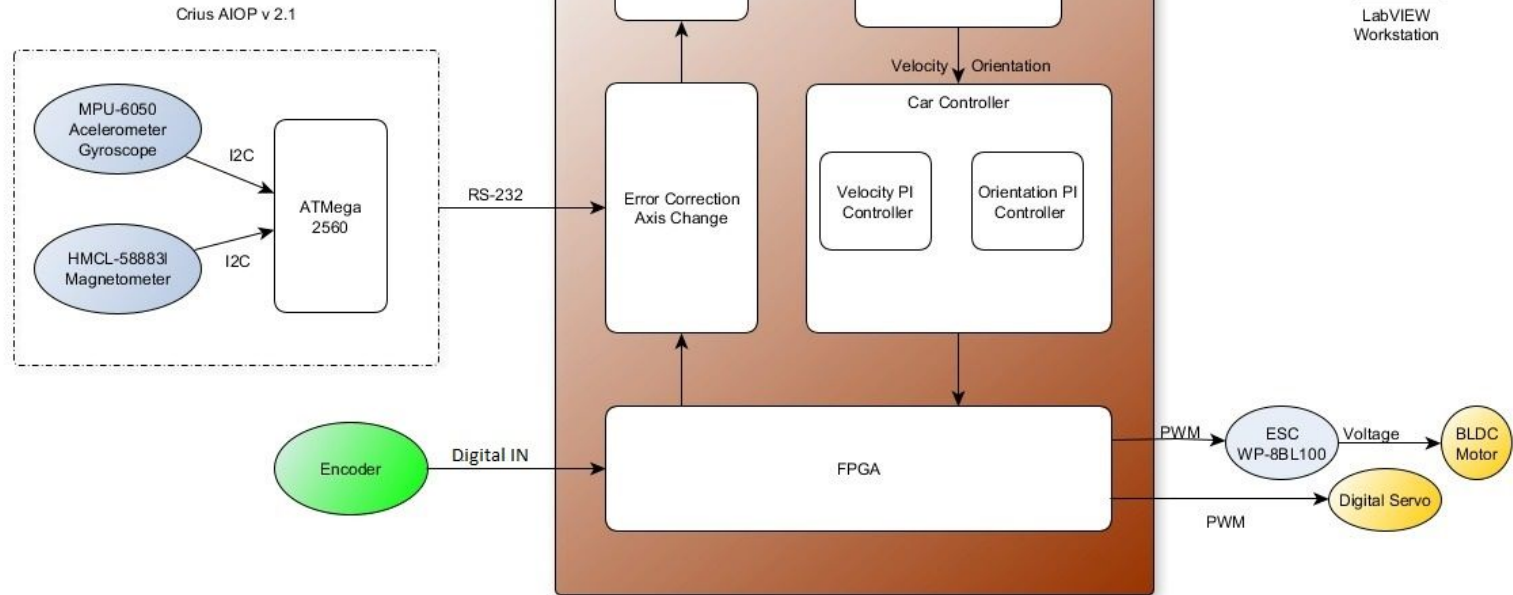 Crius AIOP v 2.1
LabVIEW
Workstation
MPU-6050
Acelerometer
Gyroscope
I2C
HMCL-58883l
Magnetometer
I2C
ATMega
2560
RS-232
Error Correction
Axis Change
Velocity
Orientation
Car Controller
Velocity PI
Controller
Orientation PI
Controller
Encoder
Digital IN
FPGA
PWM
ESC
WP-8BL100
Voltage
BLDC
Motor
PWM
Digital Servo